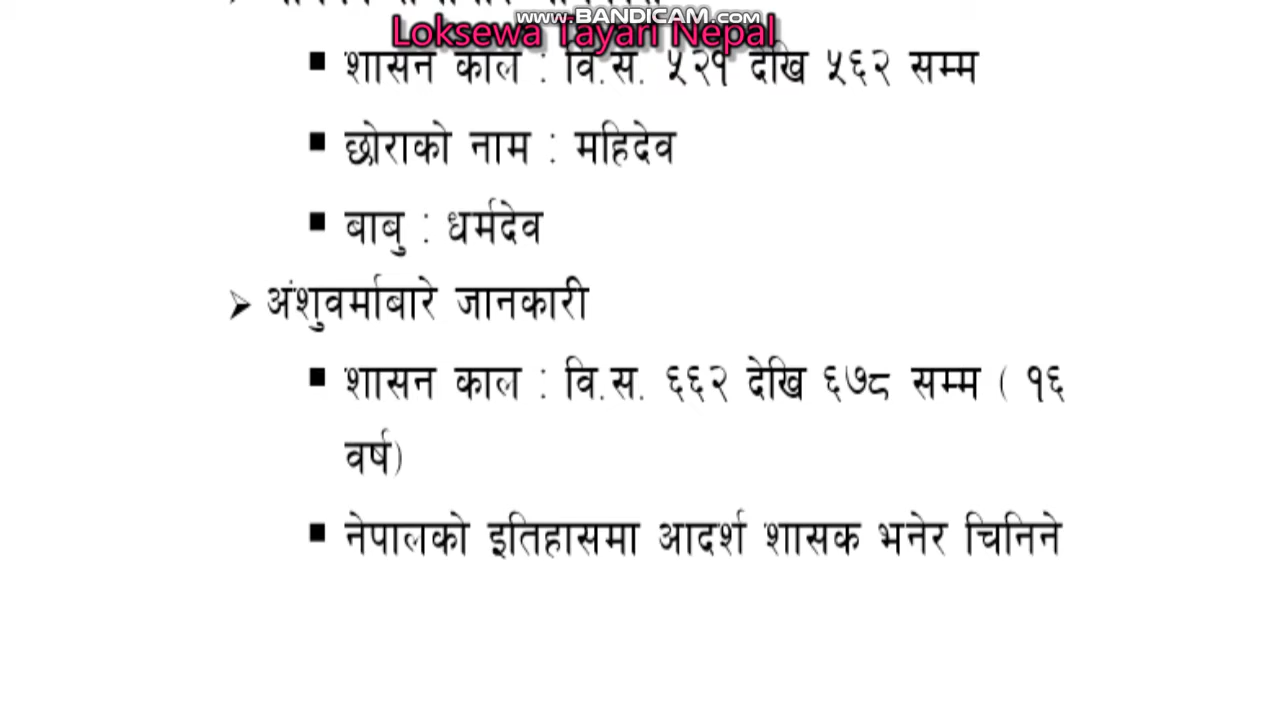 www.BANDICAM.com
Loksewa Tayari Nepal
▪ शासन काल : वि.स. ५२१ देखि ५६२ सम्म
▪ छोराको नाम : महिदेव
▪ बाबु : धर्मदेव
➤ अंशुवर्माबारे जानकारी
▪ शासन काल : वि.स. ६६२ देखि ६७८ सम्म ( १६
वर्ष)
▪ नेपालको इतिहासमा आदर्श शासक भनेर चिनिने